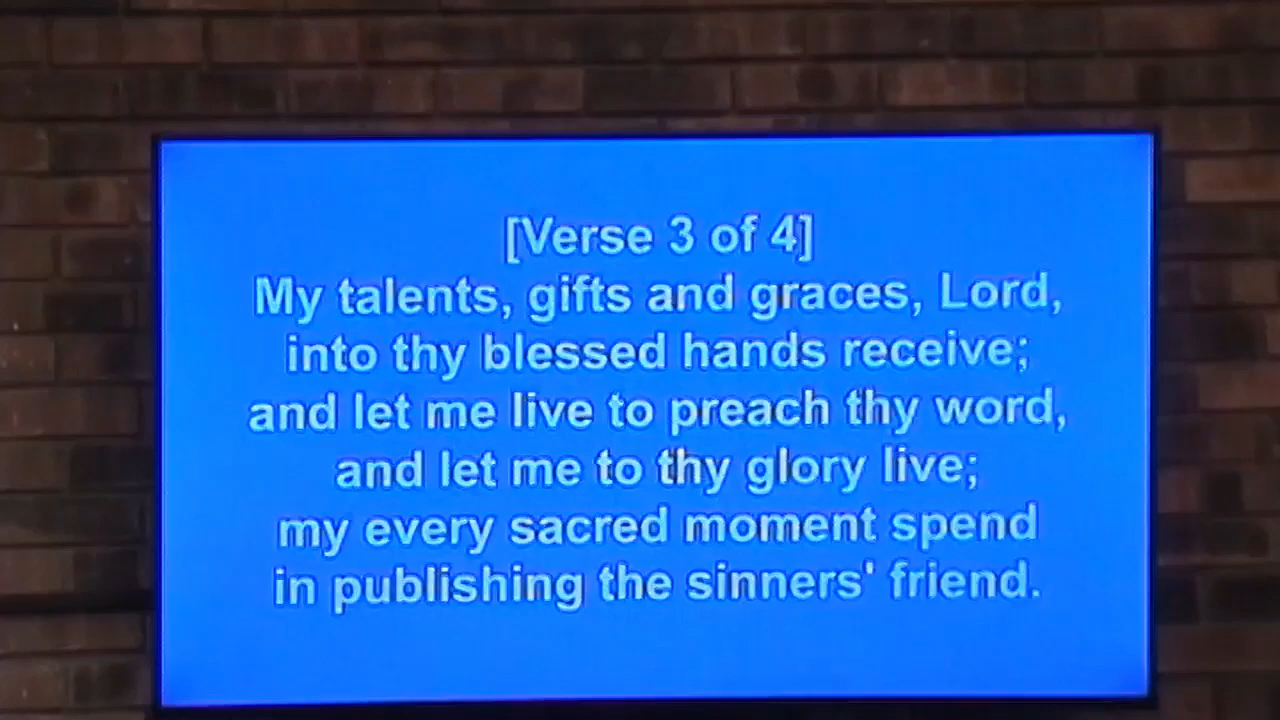 [Verse 3 of 4]
My talents, gifts and graces, Lord,
into thy blessed hands receive;
and let me live to preach thy word,
and let me to thy glory live;
my every sacred moment spend
in publishing the sinners' friend.